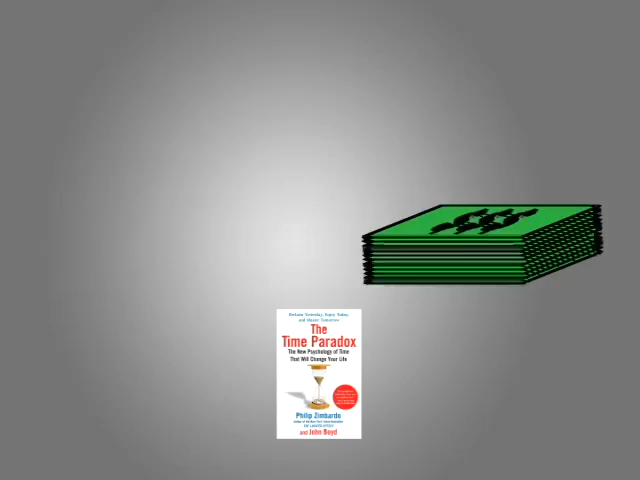 Reclaim Yesterday, Enjoy Today,
and Master Tomorrow
The
Time Paradox
The New Psychology of Time
That Will Change Your Life
Philip Zimbardo
and John Boyd